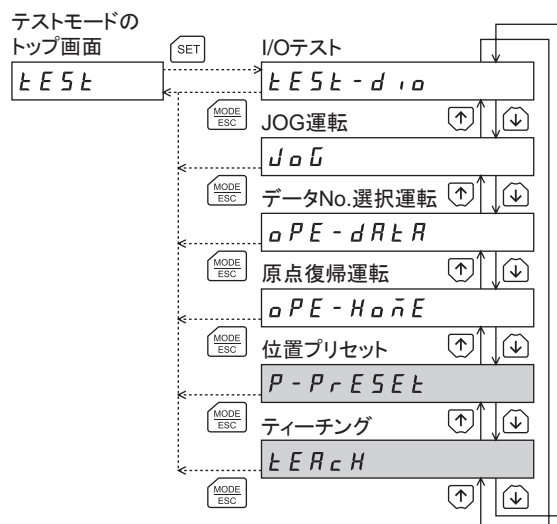 テストモードの
トップ画面
SET
I/Oテスト
tESt
tESt-dio
MODE
ESC
JOG運転
JoG
MODE
ESC
データNo.選択運転
oPE-dAtA
MODE
ESC
原点復帰運転
oPE-HomE
MODE
ESC
位置プリセット
P-PrESEt
MODE
ESC
ティーチング
tEAcH
MODE
ESC